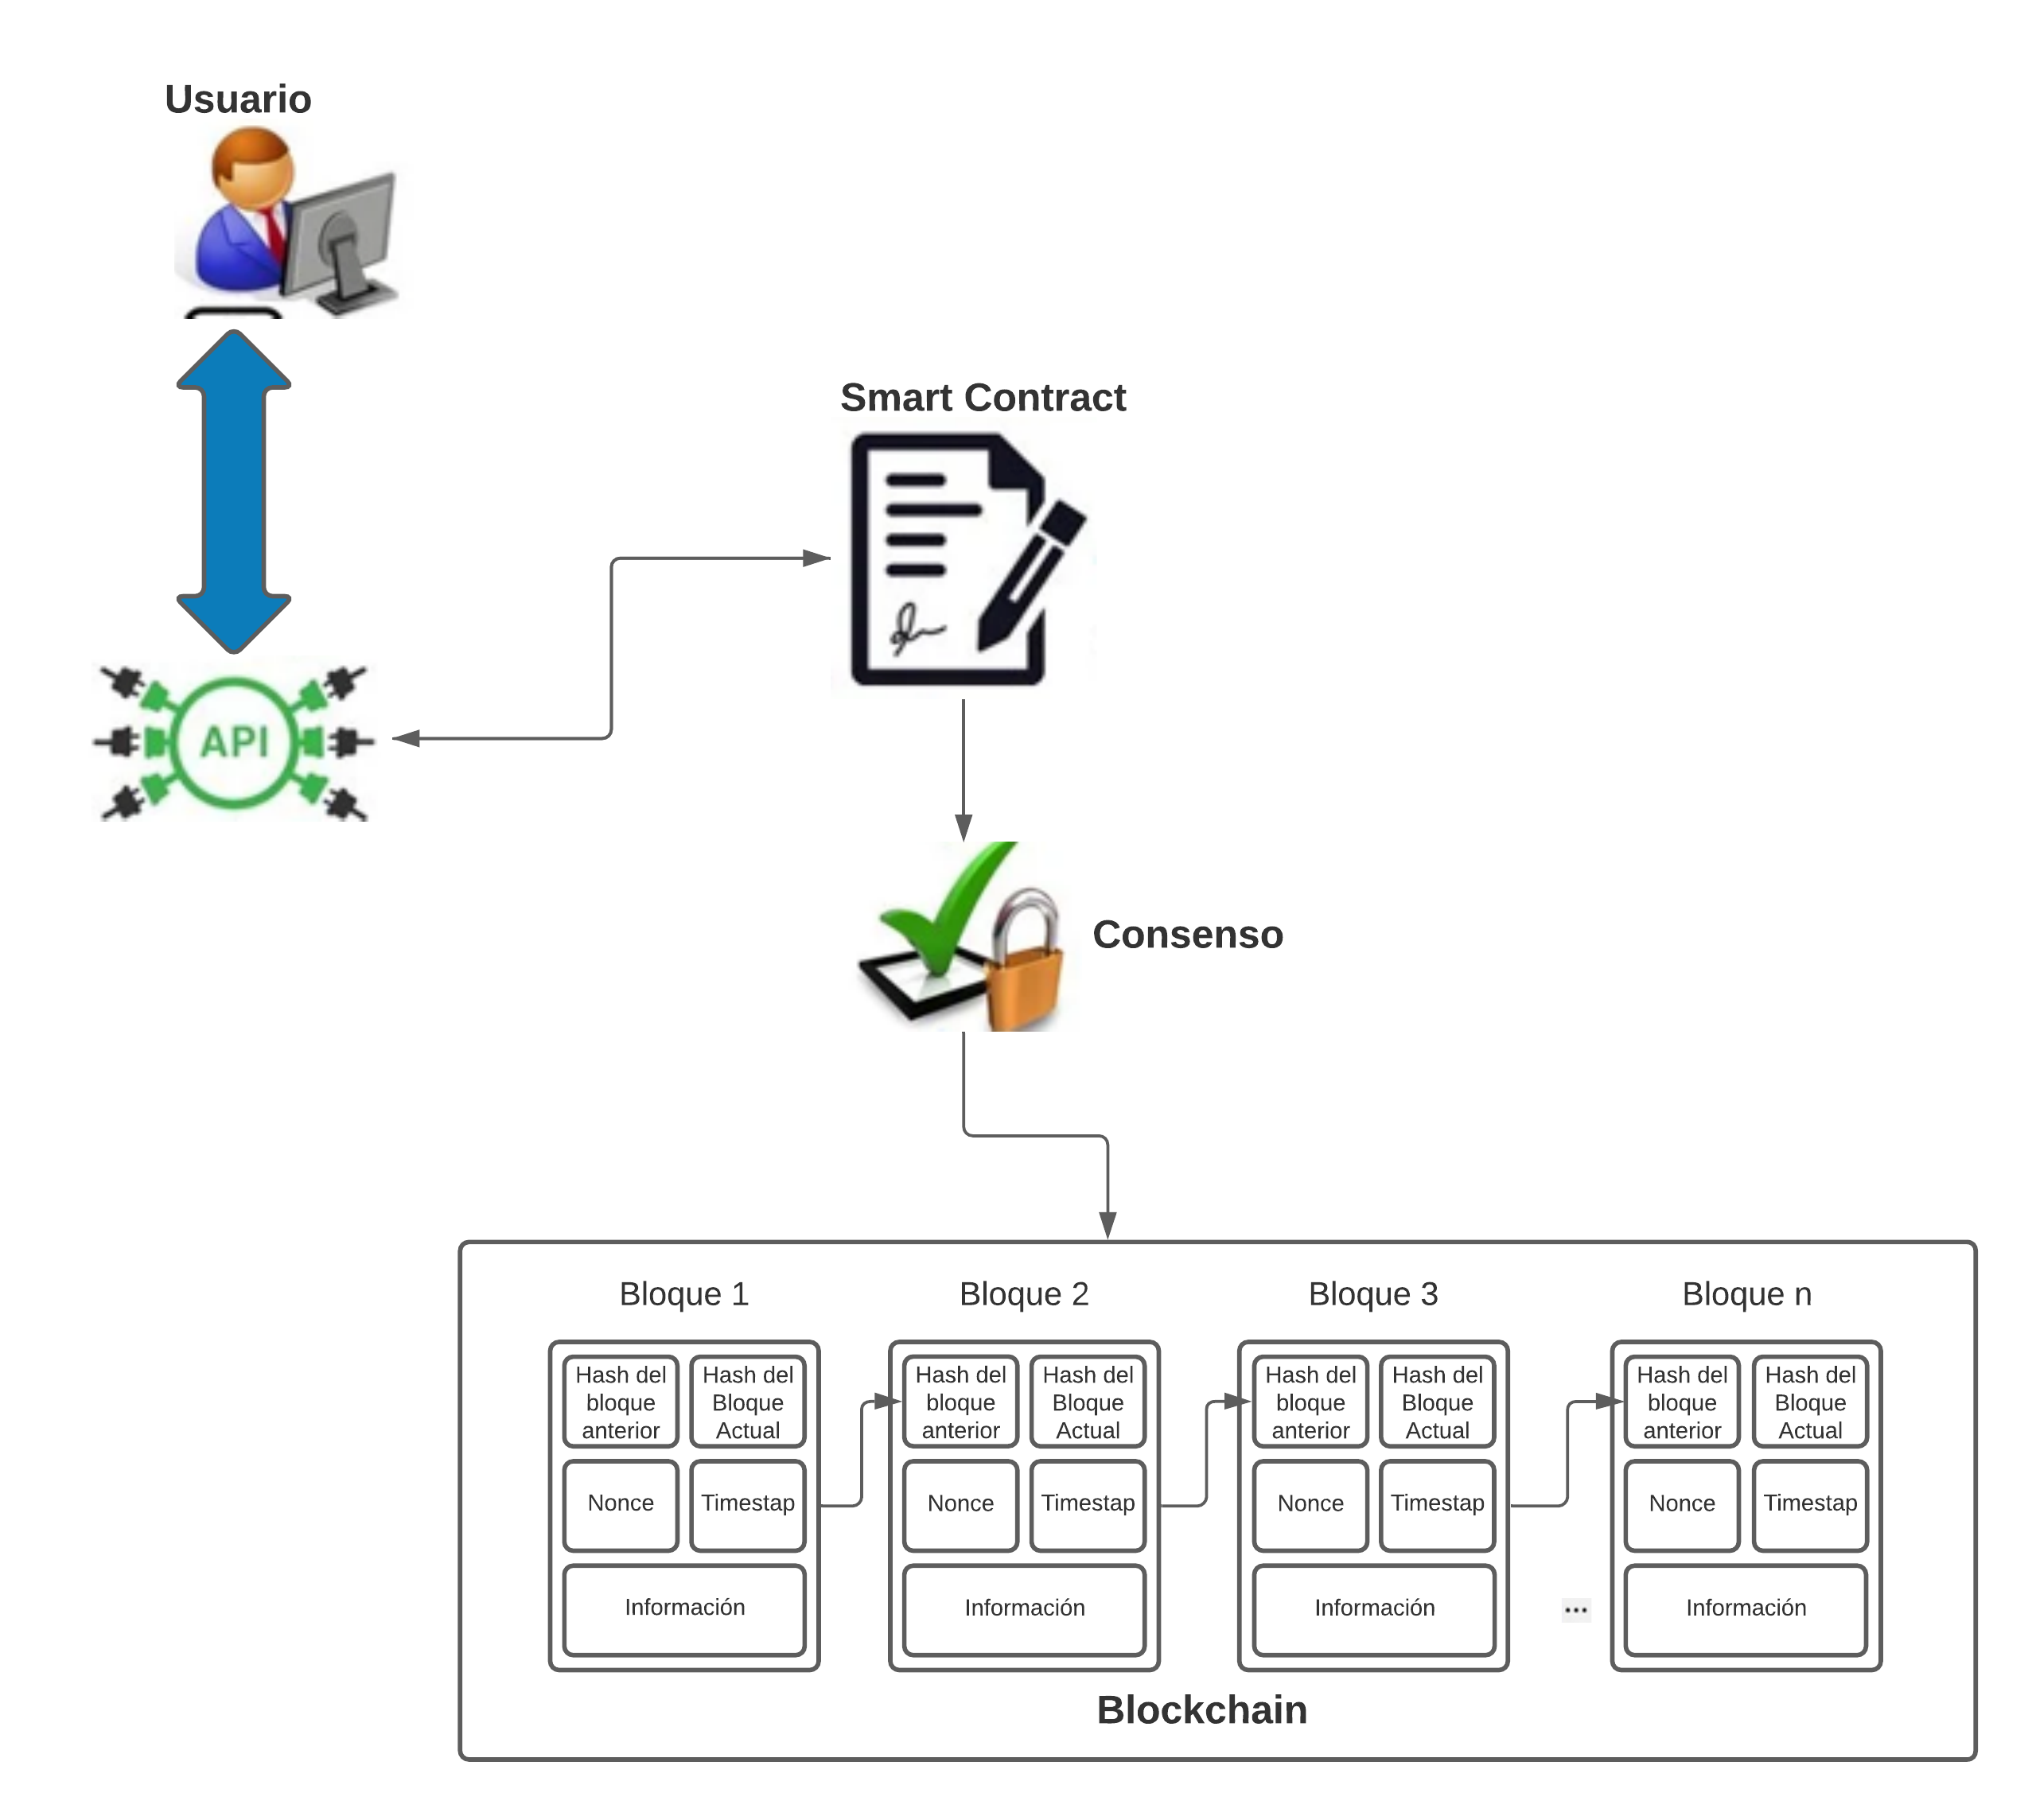 Usuario
Smart Contract
API
Consenso
Bloque 1
Bloque 2
Bloque 3
Bloque n
Hash del
bloque
anterior
Hash del
Bloque
Actual
Nonce
Timestap
Información
Hash del
bloque
anterior
Hash del
Bloque
Actual
Nonce
Timestap
Información
Hash del
bloque
anterior
Hash del
Bloque
Actual
Nonce
Timestap
Información
...
Hash del
bloque
anterior
Hash del
Bloque
Actual
Nonce
Timestap
Información
Blockchain